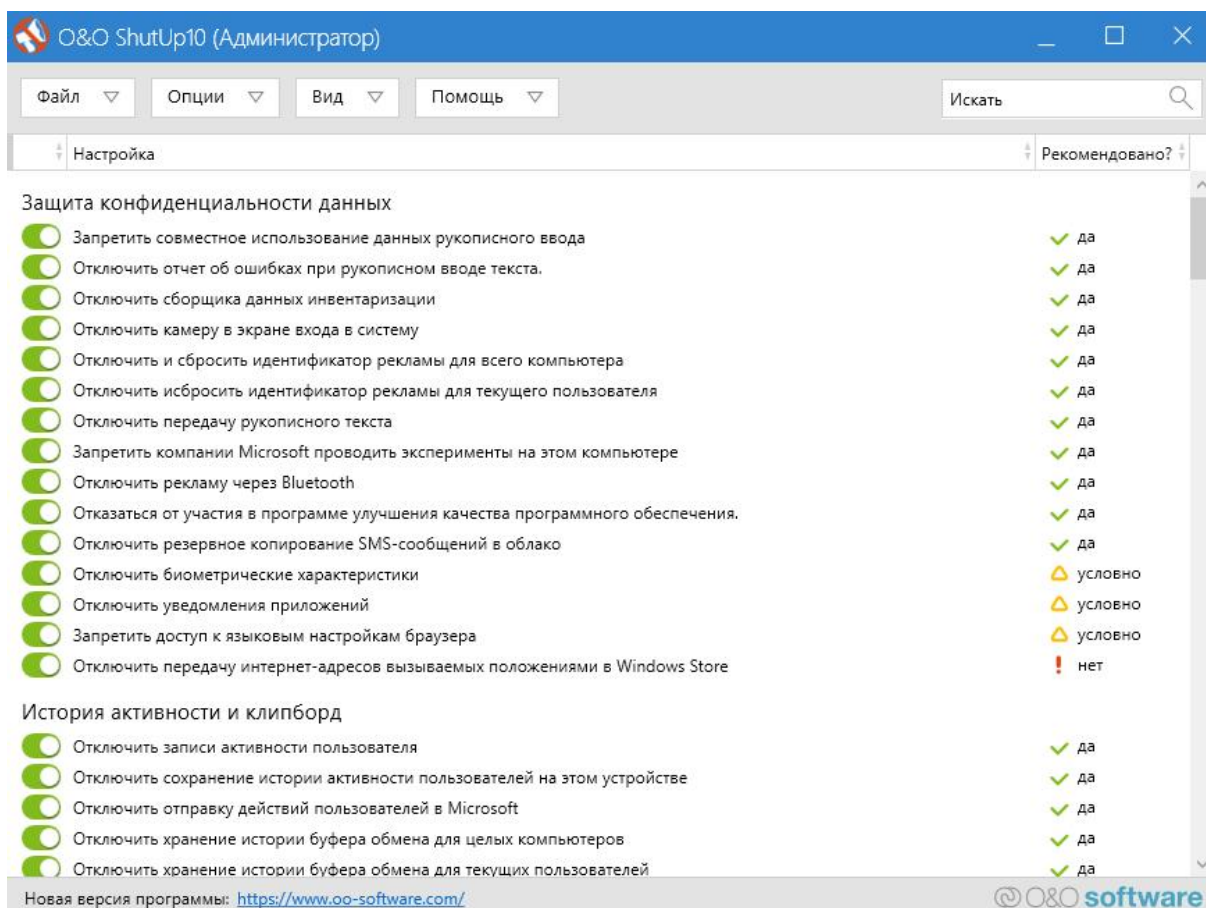 O&O ShutUp10 (Администратор)
Файл Опции Вид Помощь Искать
Настройка Рекомендовано?
Защита конфиденциальности данных
Запретить совместное использование данных рукописного ввода да
Отключить отчет об ошибках при рукописном вводе текста. да
Отключить сборщика данных инвентаризации да
Отключить камеру в экране входа в систему да
Отключить и сбросить идентификатор рекламы для всего компьютера да
Отключить исбросить идентификатор рекламы для текущего пользователя да
Отключить передачу рукописного текста да
Запретить компании Microsoft проводить эксперименты на этом компьютере да
Отключить рекламу через Bluetooth да
Отказаться от участия в программе улучшения качества программного обеспечения. да
Отключить резервное копирование SMS-сообщений в облако да
Отключить биометрические характеристики условно
Отключить уведомления приложений условно
Запретить доступ к языковым настройкам браузера условно
Отключить передачу интернет-адресов вызываемых положениями в Windows Store нет
История активности и клипборд
Отключить записи активности пользователя да
Отключить сохранение истории активности пользователей на этом устройстве да
Отключить отправку действий пользователей в Microsoft да
Отключить хранение истории буфера обмена для целых компьютеров да
Отключить хранение истории буфера обмена для текущих пользователей да
Новая версия программы: https://www.oo-software.com/ O&O software